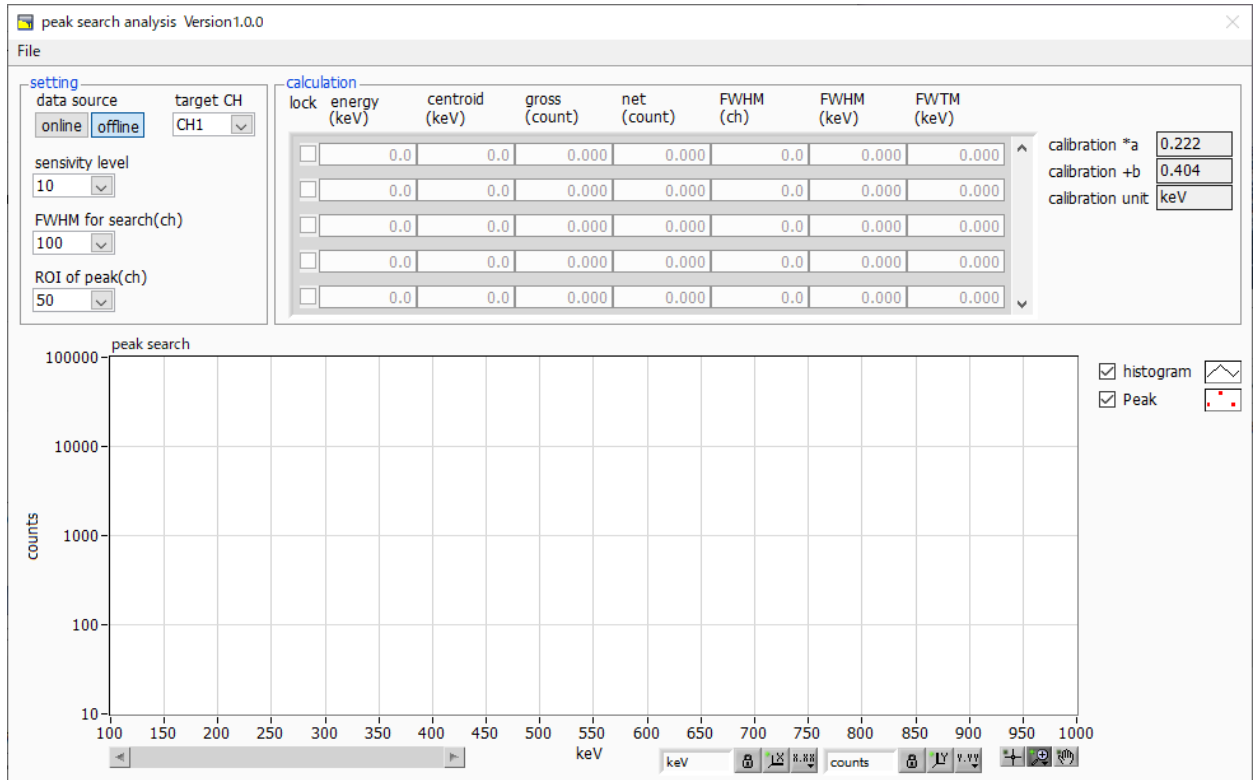 peak search analysis Version1.0.0
File
setting
data source target CH
online offline CH1
sensivity level
10
FWHM for search(ch)
100
ROI of peak(ch)
50
calculation
lock energy (keV) centroid (keV) gross (count) net (count) FWHM (ch) FWHM (keV) FWTM (keV)
0.0 0.0 0.000 0.000 0.0 0.000 0.000
0.0 0.0 0.000 0.000 0.0 0.000 0.000
0.0 0.0 0.000 0.000 0.0 0.000 0.000
0.0 0.0 0.000 0.000 0.0 0.000 0.000
0.0 0.0 0.000 0.000 0.0 0.000 0.000
calibration *a 0.222
calibration +b 0.404
calibration unit keV
peak search
100000
10000
1000
100
10
counts
100 150 200 250 300 350 400 450 500 550 600 650 700 750 800 850 900 950 1000
keV
histogram
Peak
keV X X.XX counts Y Y.YY